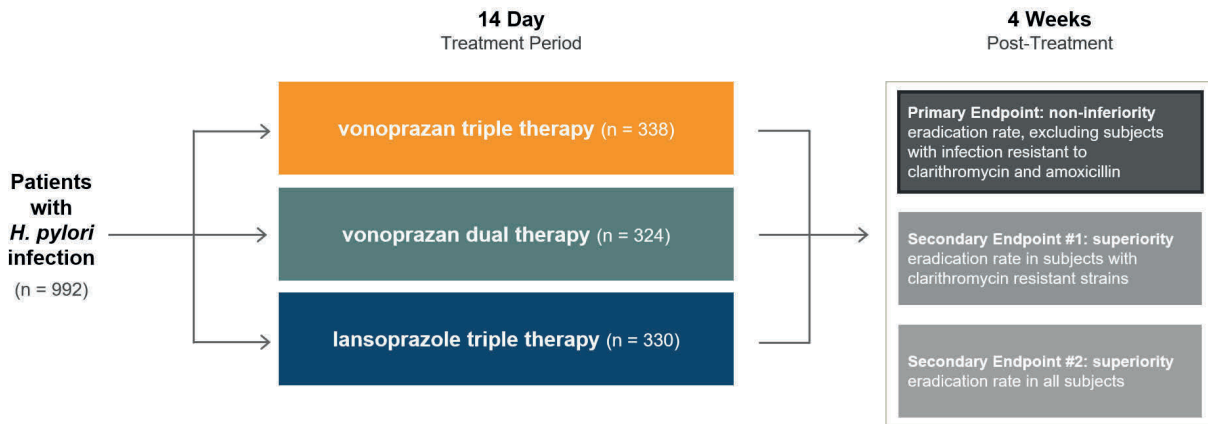 14 Day
Treatment Period
4 Weeks
Post-Treatment
Patients
with
H. pylori
infection
(n = 992)
vonoprazan triple therapy (n = 338)
vonoprazan dual therapy (n = 324)
lansoprazole triple therapy (n = 330)
Primary Endpoint: non-inferiority
eradication rate, excluding subjects
with infection resistant to
clarithromycin and amoxicillin
Secondary Endpoint #1: superiority
eradication rate in subjects with
clarithromycin resistant strains
Secondary Endpoint #2: superiority
eradication rate in all subjects